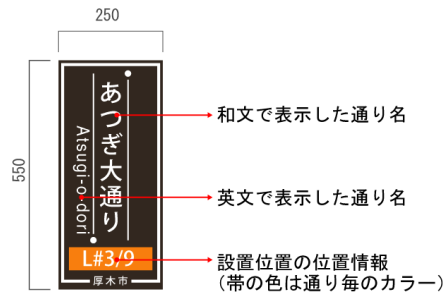 250
550
あつぎ大通り
Atsugi-o-dori
L#3/9
厚木市
和文で表示した通り名
英文で表示した通り名
設置位置の位置情報
(帯の色は通り毎のカラー)